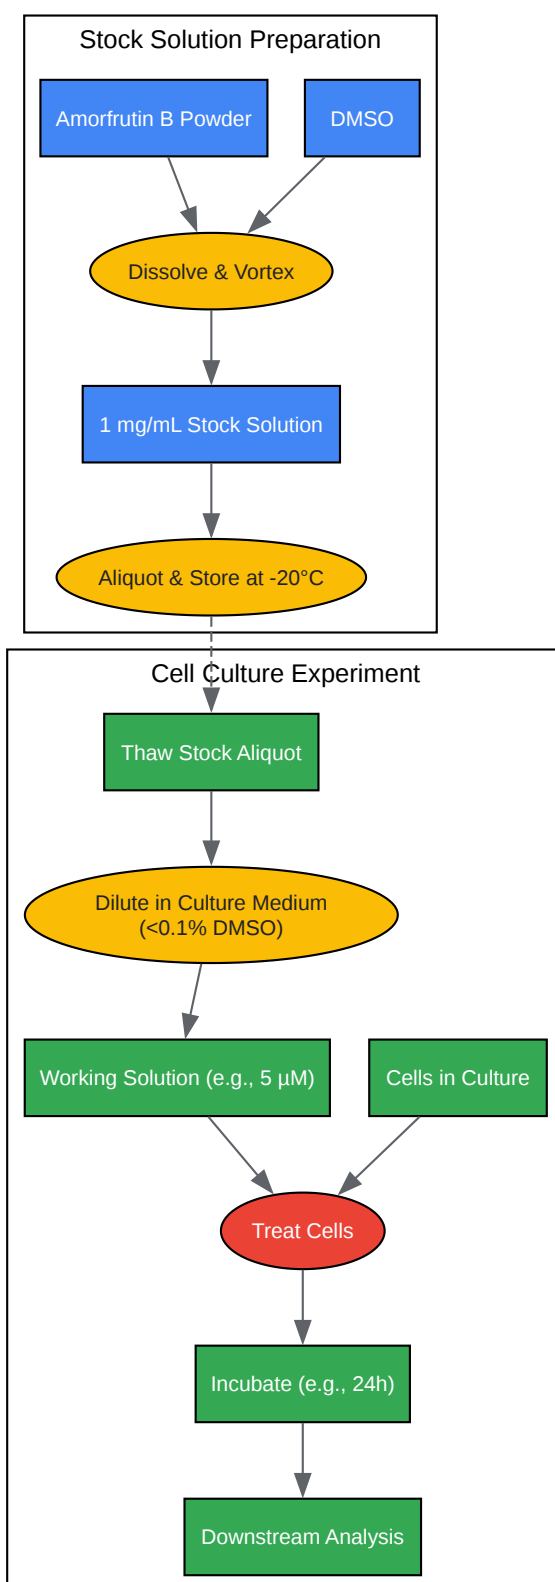 Stock Solution Preparation
Amorfrutin B Powder
DMSO
Dissolve & Vortex
1 mg/mL Stock Solution
Aliquot & Store at -20°C
Cell Culture Experiment
Thaw Stock Aliquot
Dilute in Culture Medium
(<0.1% DMSO)
Working Solution (e.g., 5 µM)
Cells in Culture
Treat Cells
Incubate (e.g., 24h)
Downstream Analysis